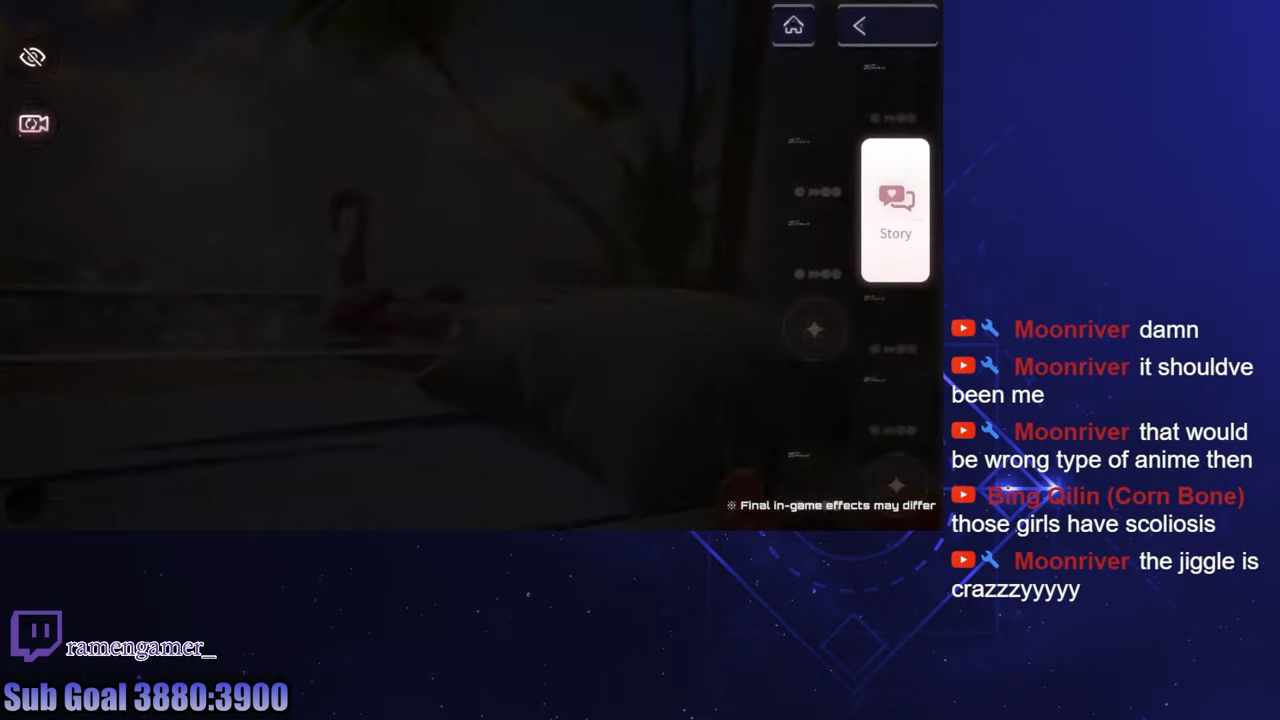 Story
※ Final in-game effects may differ
Moonriver damn
Moonriver it shouldve
been me
Moonriver that would
be wrong type of anime then
Bing Qilin (Corn Bone)
those girls have scoliosis
Moonriver the jiggle is
crazzzyyyyy
ramengamer_
Sub Goal 3880:3900